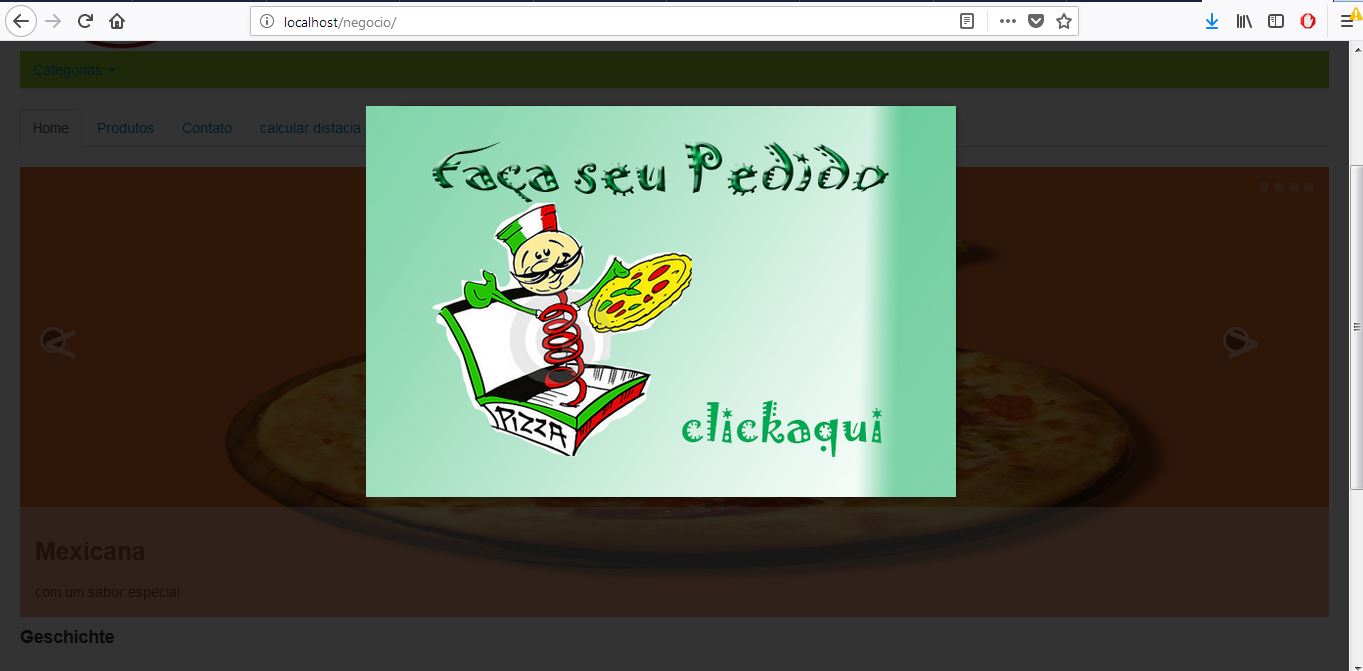 localhost/negocio/
Categorias
Home Produtos Contato calcular distacia
Faça seu Pedido
PIZZA
clickaqui
Mexicana
com um sabor especial
Geschichte